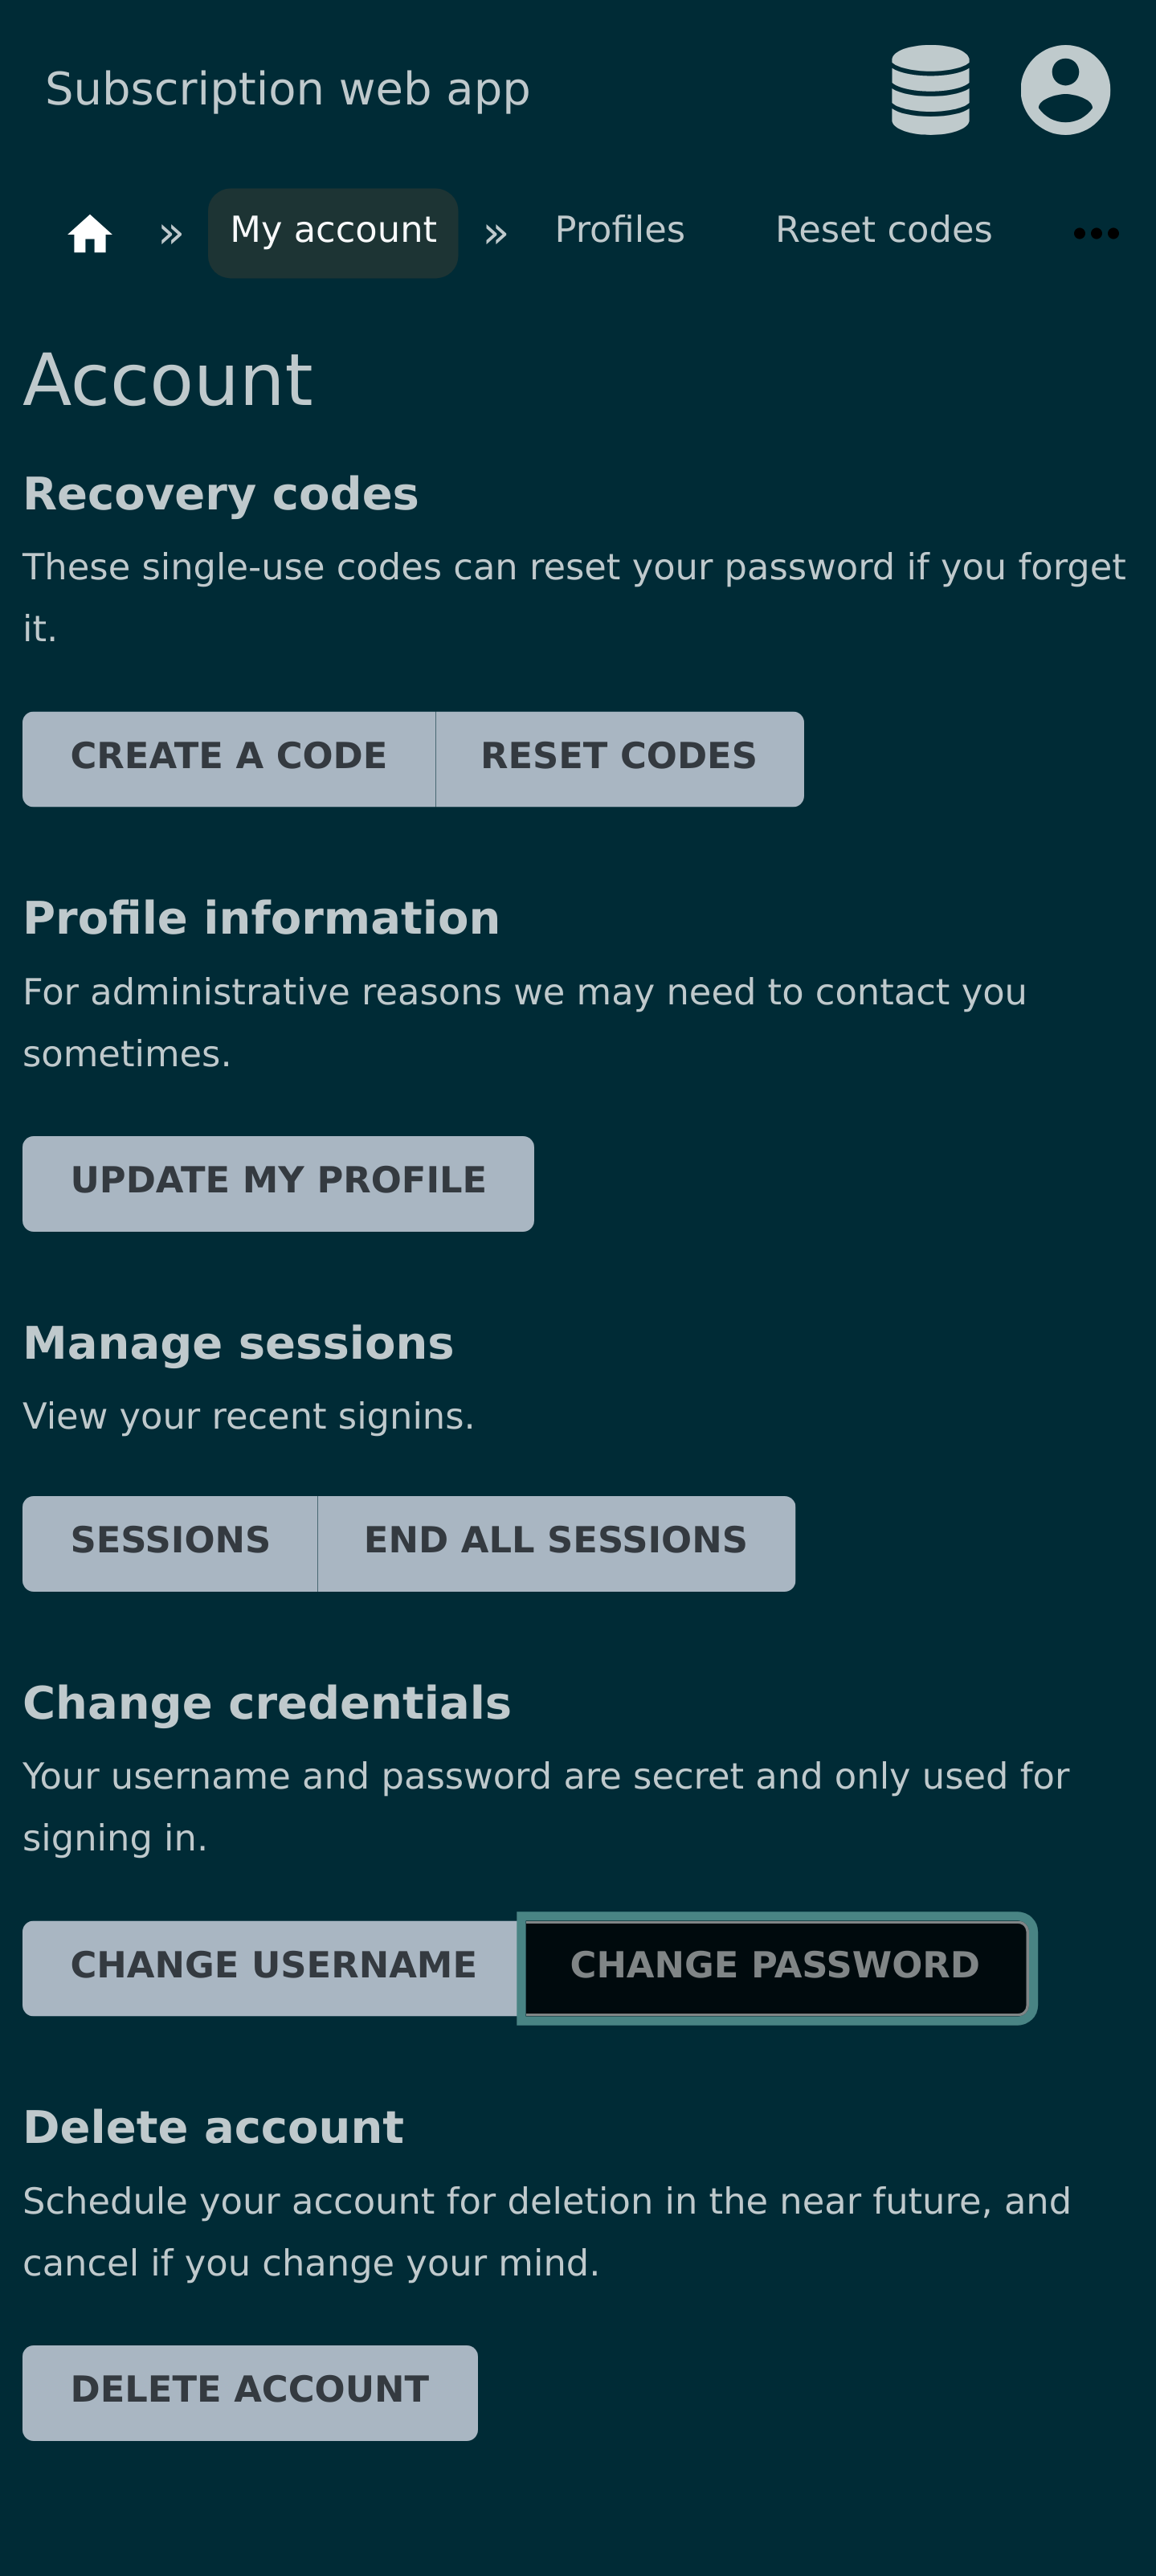 Subscription web app
» My account » Profiles Reset codes •••
Account
Recovery codes
These single-use codes can reset your password if you forget
it.
CREATE A CODE RESET CODES
Profile information
For administrative reasons we may need to contact you
sometimes.
UPDATE MY PROFILE
Manage sessions
View your recent signins.
SESSIONS END ALL SESSIONS
Change credentials
Your username and password are secret and only used for
signing in.
CHANGE USERNAME CHANGE PASSWORD
Delete account
Schedule your account for deletion in the near future, and
cancel if you change your mind.
DELETE ACCOUNT